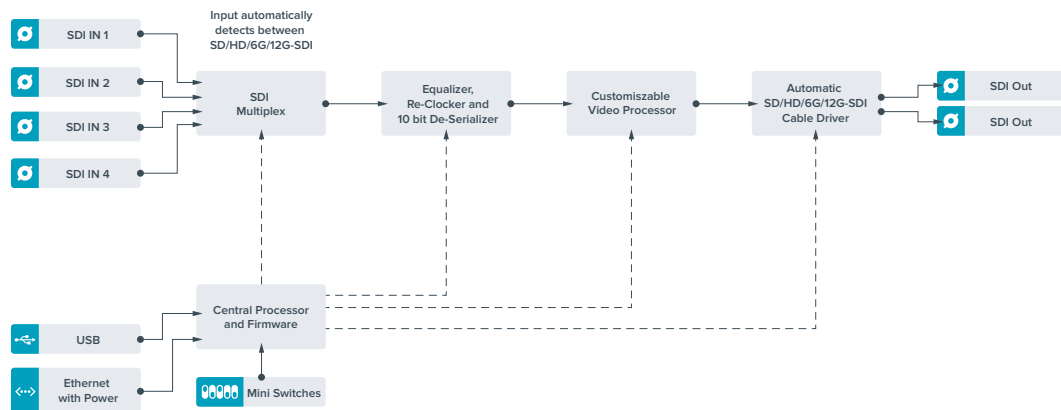 Input automatically
detects between
SD/HD/6G/12G-SDI
SDI IN 1
SDI IN 2
SDI IN 3
SDI IN 4
SDI
Multiplex
Equalizer,
Re-Clocker and
10 bit De-Serializer
Customiszable
Video Processor
Automatic
SD/HD/6G/12G-SDI
Cable Driver
SDI Out
SDI Out
Central Processor
and Firmware
USB
Ethernet
with Power
Mini Switches